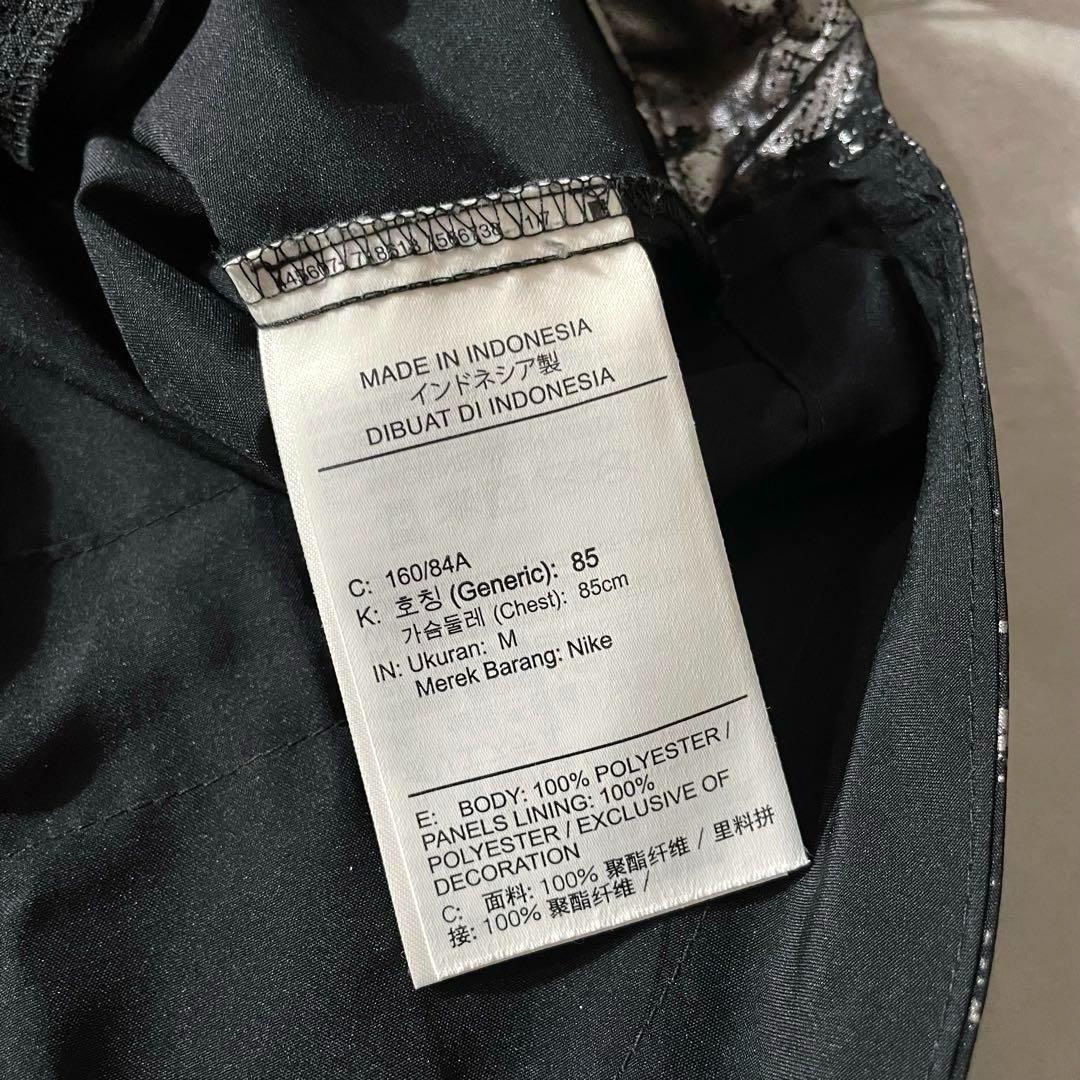 MADE IN INDONESIA
インドネシア製
DIBUAT DI INDONESIA
C: 160/84A
K: 호칭 (Generic): 85
가슴둘레 (Chest): 85cm
IN: Ukuran: M
Merek Barang: Nike
E: BODY: 100% POLYESTER /
PANELS LINING: 100%
POLYESTER / EXCLUSIVE OF
DECORATION
C: 面料: 100% 聚酯纤维 / 里料拼
接: 100% 聚酯纤维 /